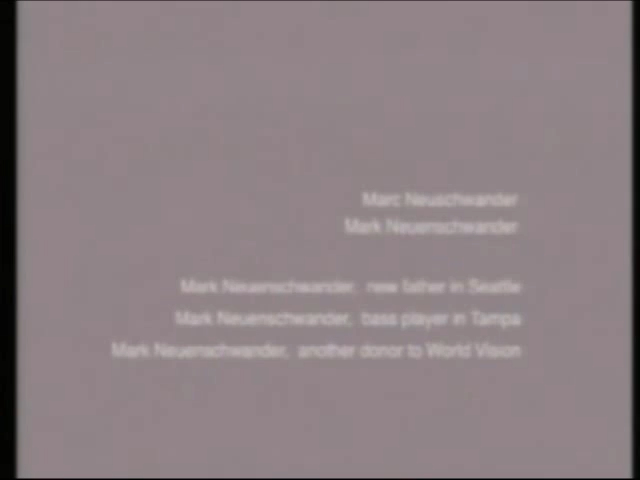 Marc Neuschwander
Mark Neuenschwander
Mark Neuenschwander, new father in Seattle
Mark Neuenschwander, bass player in Tampa
Mark Neuenschwander, another donor to World Vision